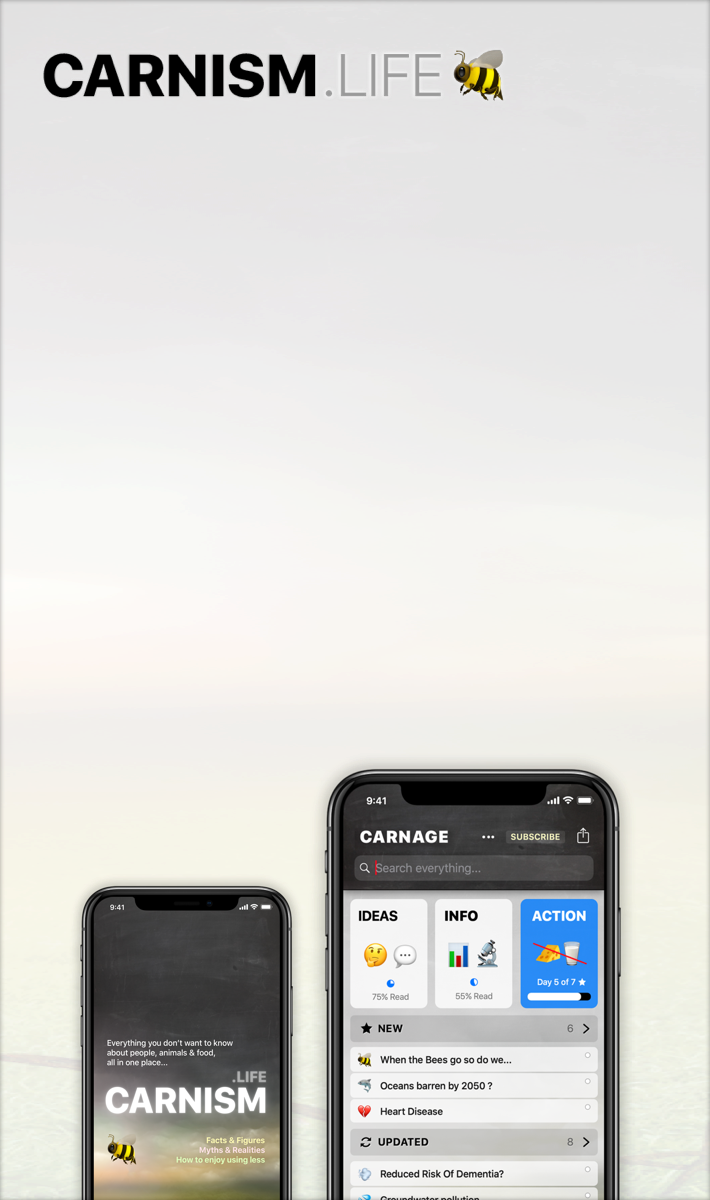 CARNISM.LIFE
9:41
Everything you don't want to know
about people, animals & food,
all in one place...
.LIFE
CARNISM
Facts & Figures
Myths & Realities
How to enjoy using less
9:41
CARNAGE
SUBSCRIBE
Search everything...
IDEAS
75% Read
INFO
55% Read
ACTION
Day 5 of 7
NEW 6
When the Bees go so do we...
Oceans barren by 2050 ?
Heart Disease
UPDATED 8
Reduced Risk Of Dementia?
Groundwater pollution